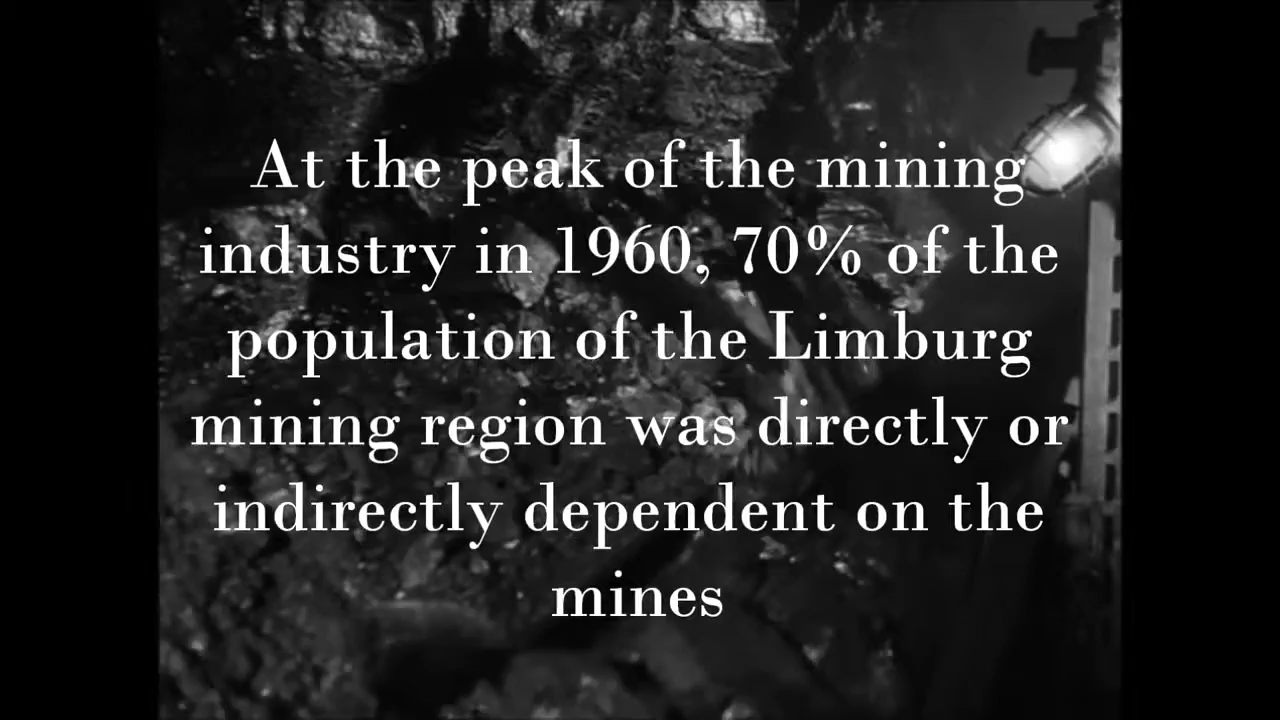 At the peak of the mining
industry in 1960, 70% of the
population of the Limburg
mining region was directly or
indirectly dependent on the
mines